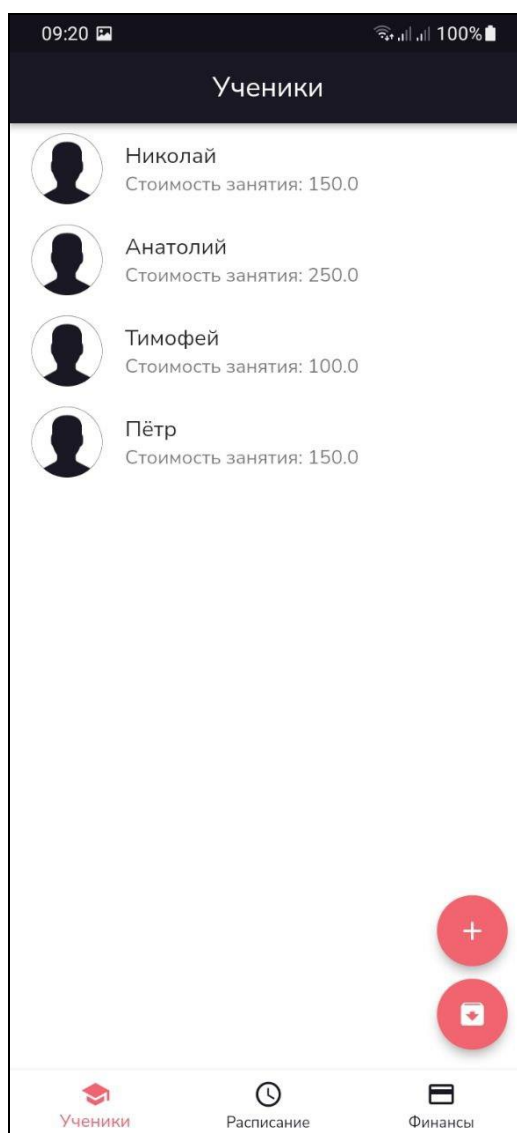 09:20 100%
Ученики
Николай
Стоимость занятия: 150.0
Анатолий
Стоимость занятия: 250.0
Тимофей
Стоимость занятия: 100.0
Пётр
Стоимость занятия: 150.0
Ученики Расписание Финансы